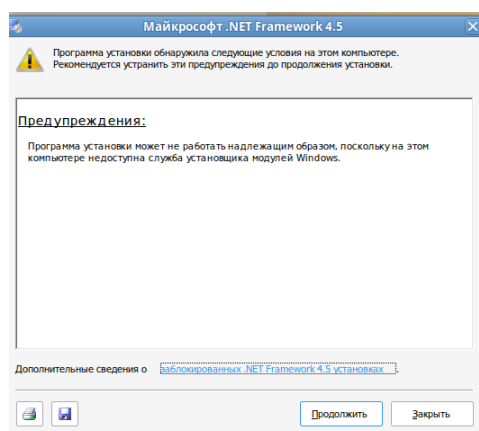 Майкрософт .NET Framework 4.5
Программа установки обнаружила следующие условия на этом компьютере.
Рекомендуется устранить эти предупреждения до продолжения установки.
Предупреждения:
Программа установки может не работать надлежащим образом, поскольку на этом
компьютере недоступна служба установщика модулей Windows.
Дополнительные сведения о заблокированных .NET Framework 4.5 установках.
Продолжить Закрыть